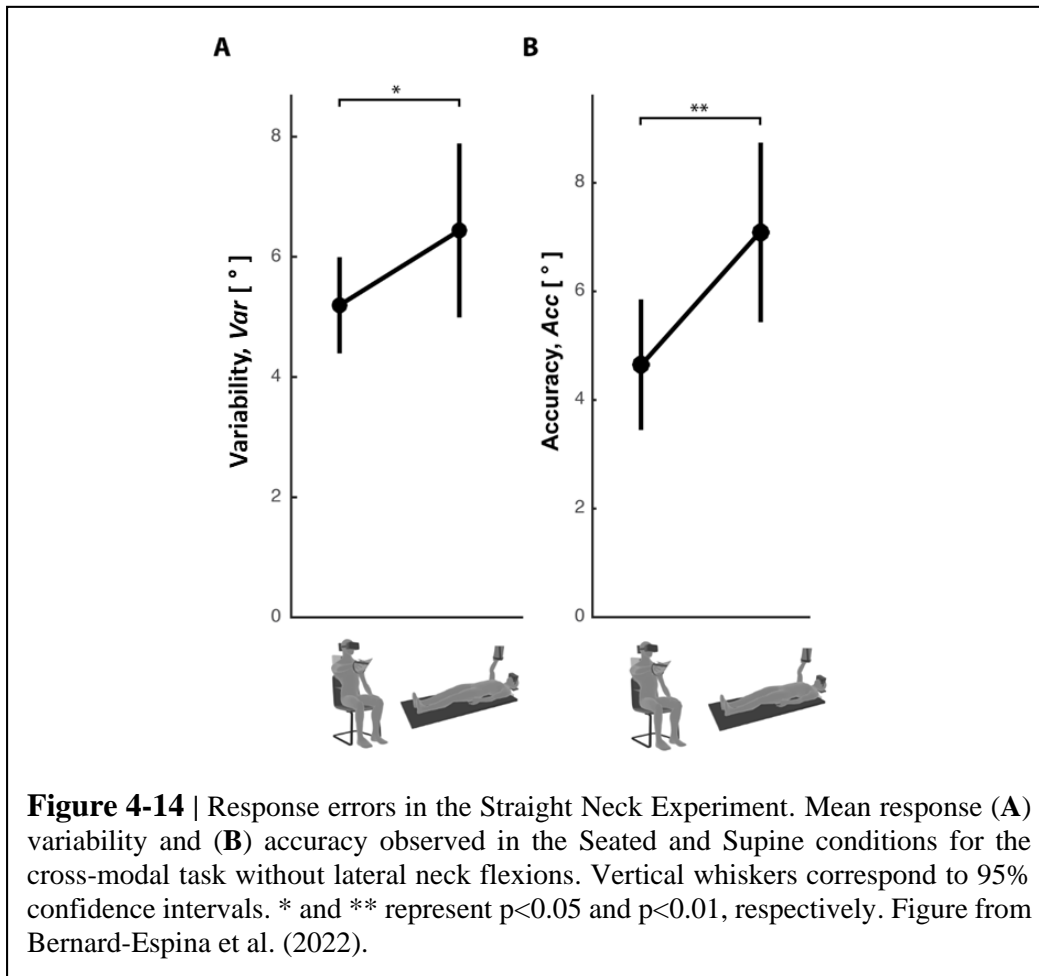 A
B
*
**
8
6
4
2
0
Variability, Var [ ° ]
8
6
4
2
0
Accuracy, Acc [ ° ]
Figure 4-14 | Response errors in the Straight Neck Experiment. Mean response (A)
variability and (B) accuracy observed in the Seated and Supine conditions for the
cross-modal task without lateral neck flexions. Vertical whiskers correspond to 95%
confidence intervals. * and ** represent p<0.05 and p<0.01, respectively. Figure from
Bernard-Espina et al. (2022).